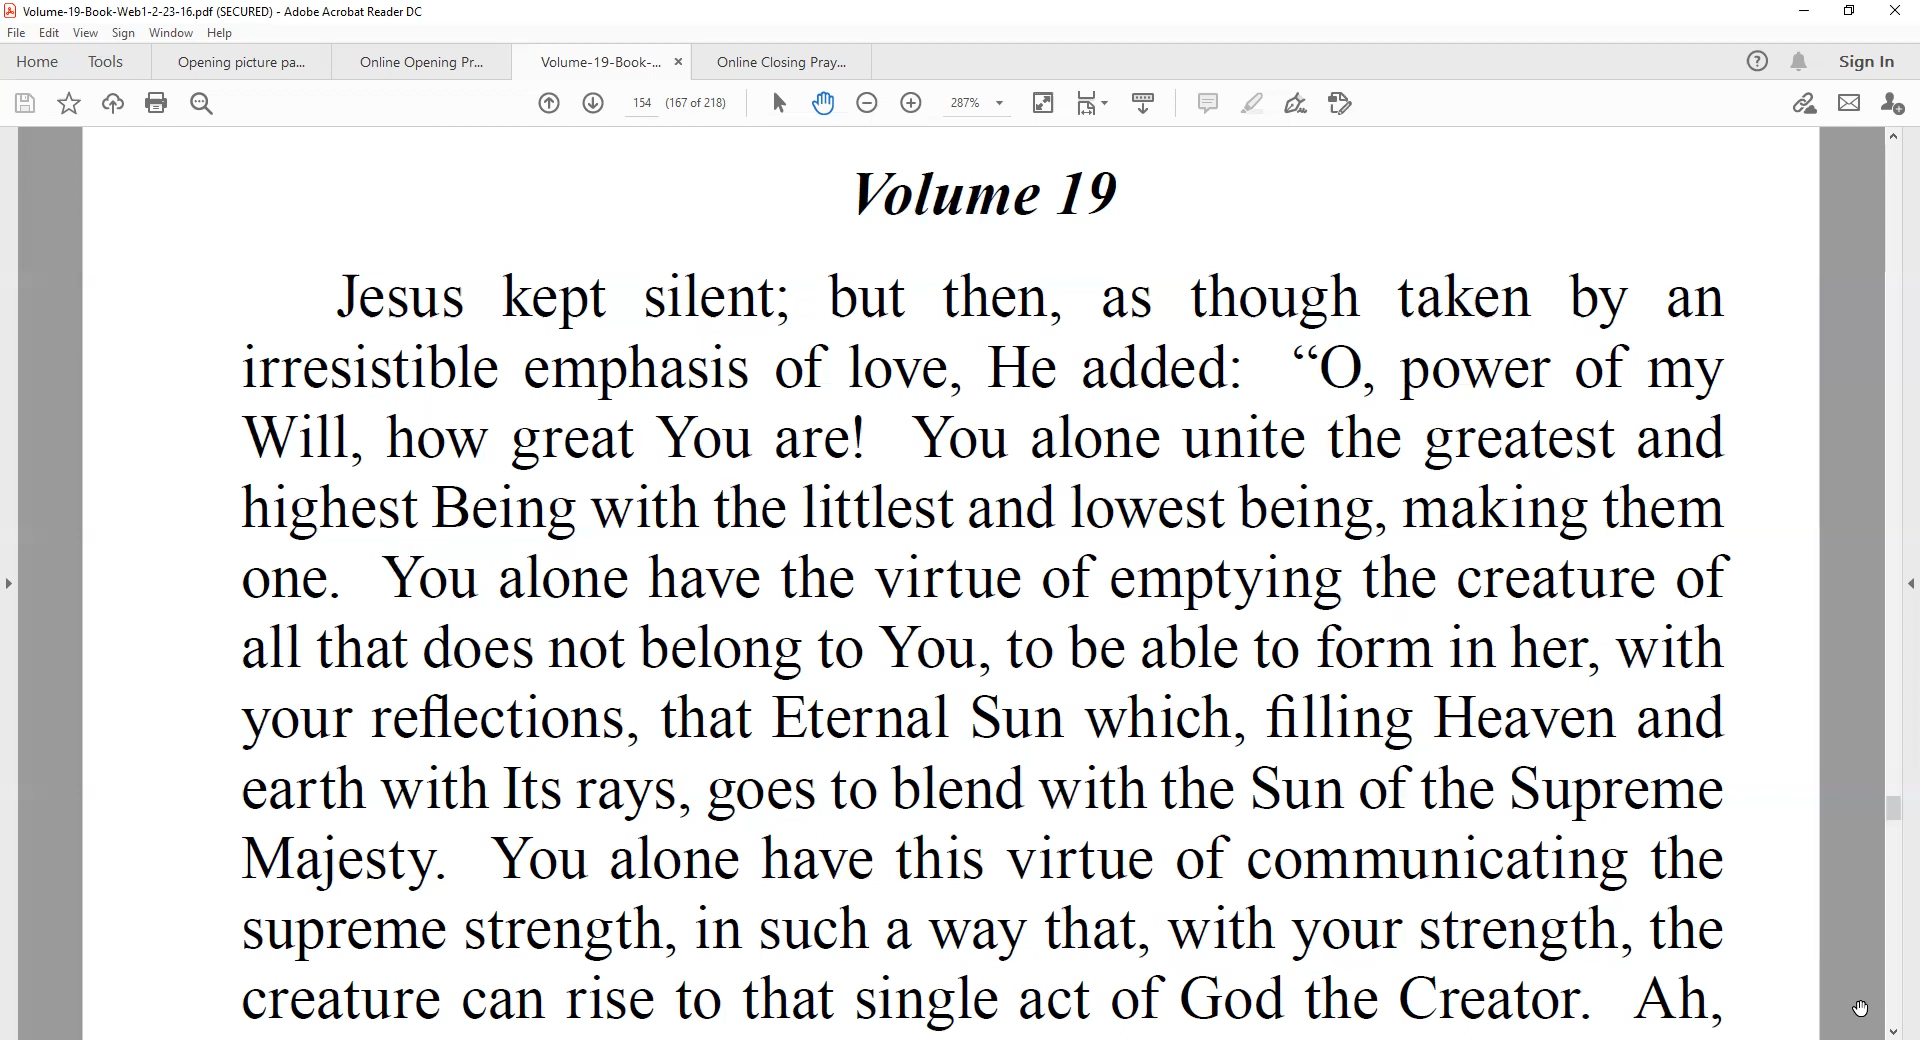 Volume-19-Book-Web1-2-23-16.pdf (SECURED) - Adobe Acrobat Reader DC
File Edit View Sign Window Help
Home Tools Opening picture pa... Online Opening Pr... Volume-19-Book-... × Online Closing Pray... Sign In
154 (167 of 218) 287%
Volume 19
Jesus kept silent; but then, as though taken by an
irresistible emphasis of love, He added: “O, power of my
Will, how great You are! You alone unite the greatest and
highest Being with the littlest and lowest being, making them
one. You alone have the virtue of emptying the creature of
all that does not belong to You, to be able to form in her, with
your reflections, that Eternal Sun which, filling Heaven and
earth with Its rays, goes to blend with the Sun of the Supreme
Majesty. You alone have this virtue of communicating the
supreme strength, in such a way that, with your strength, the
creature can rise to that single act of God the Creator. Ah,